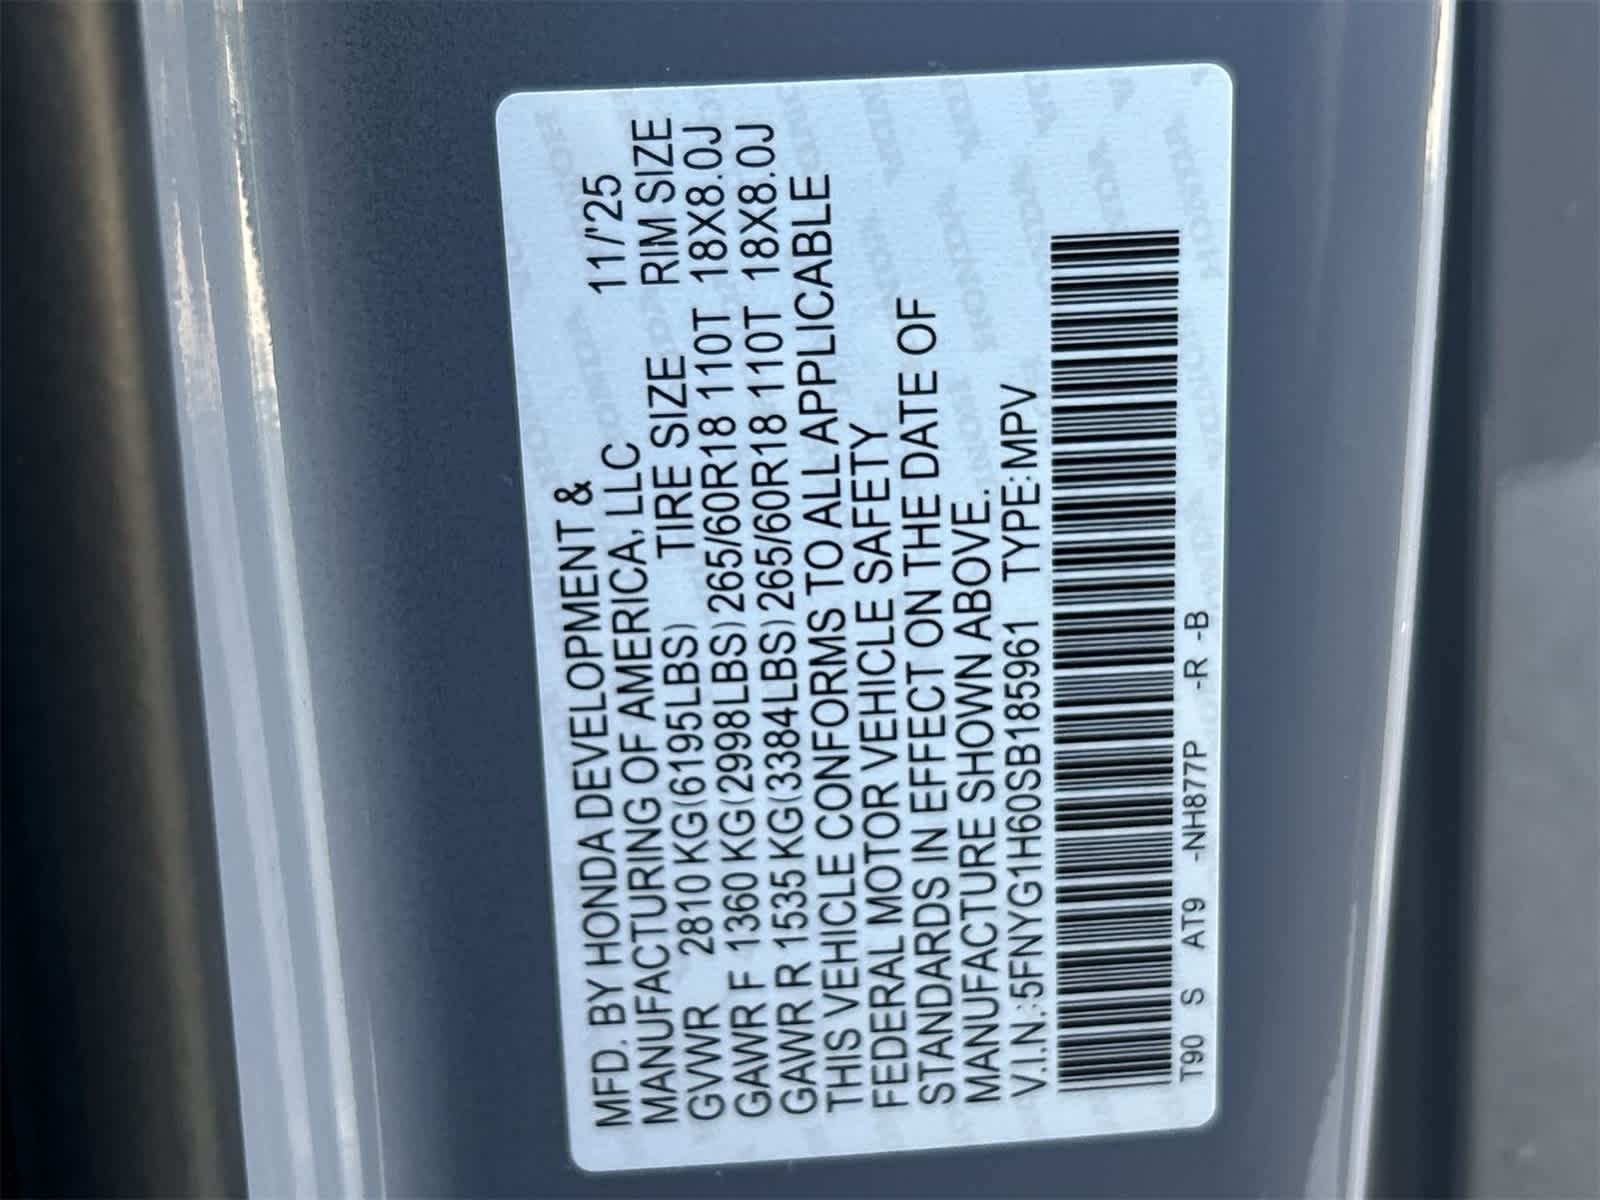 MFD. BY HONDA DEVELOPMENT & 11/'25
MANUFACTURING OF AMERICA, LLC
TIRE SIZE RIM SIZE
GVWR 2810 KG(6195LBS)
GAWR F 1360 KG(2998LBS) 265/60R18 110T 18X8.0J
GAWR R 1535 KG(3384LBS) 265/60R18 110T 18X8.0J
THIS VEHICLE CONFORMS TO ALL APPLICABLE
FEDERAL MOTOR VEHICLE SAFETY
STANDARDS IN EFFECT ON THE DATE OF
MANUFACTURE SHOWN ABOVE.
V.I.N.:5FNYG1H60SB185961 TYPE:MPV
T90 S AT9 -NH877P -R -B